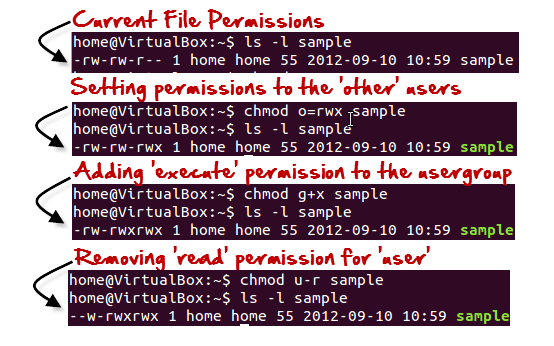 Current File Permissions
home@VirtualBox:~$ ls -l sample
-rw-rw-r-- 1 home home 55 2012-09-10 10:59 sample
Setting permissions to the 'other' users
home@VirtualBox:~$ chmod o=rwx sample
home@VirtualBox:~$ ls -l sample
-rw-rw-rwx 1 home home 55 2012-09-10 10:59 sample
Adding 'execute' permission to the usergroup
home@VirtualBox:~$ chmod g+x sample
home@VirtualBox:~$ ls -l sample
-rw-rwxrwx 1 home home 55 2012-09-10 10:59 sample
Removing 'read' permission for 'user'
home@VirtualBox:~$ chmod u-r sample
home@VirtualBox:~$ ls -l sample
--w-rwxrwx 1 home home 55 2012-09-10 10:59 sample